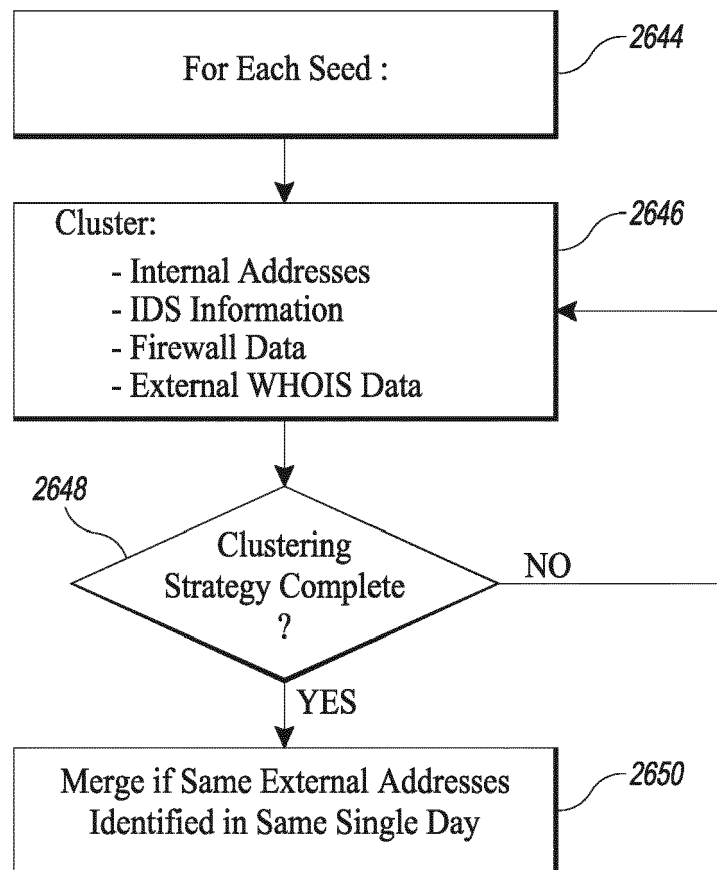 For Each Seed :
2644
Cluster:
- Internal Addresses
- IDS Information
- Firewall Data
- External WHOIS Data
2646
2648
Clustering
Strategy Complete
?
NO
YES
Merge if Same External Addresses
Identified in Same Single Day
2650